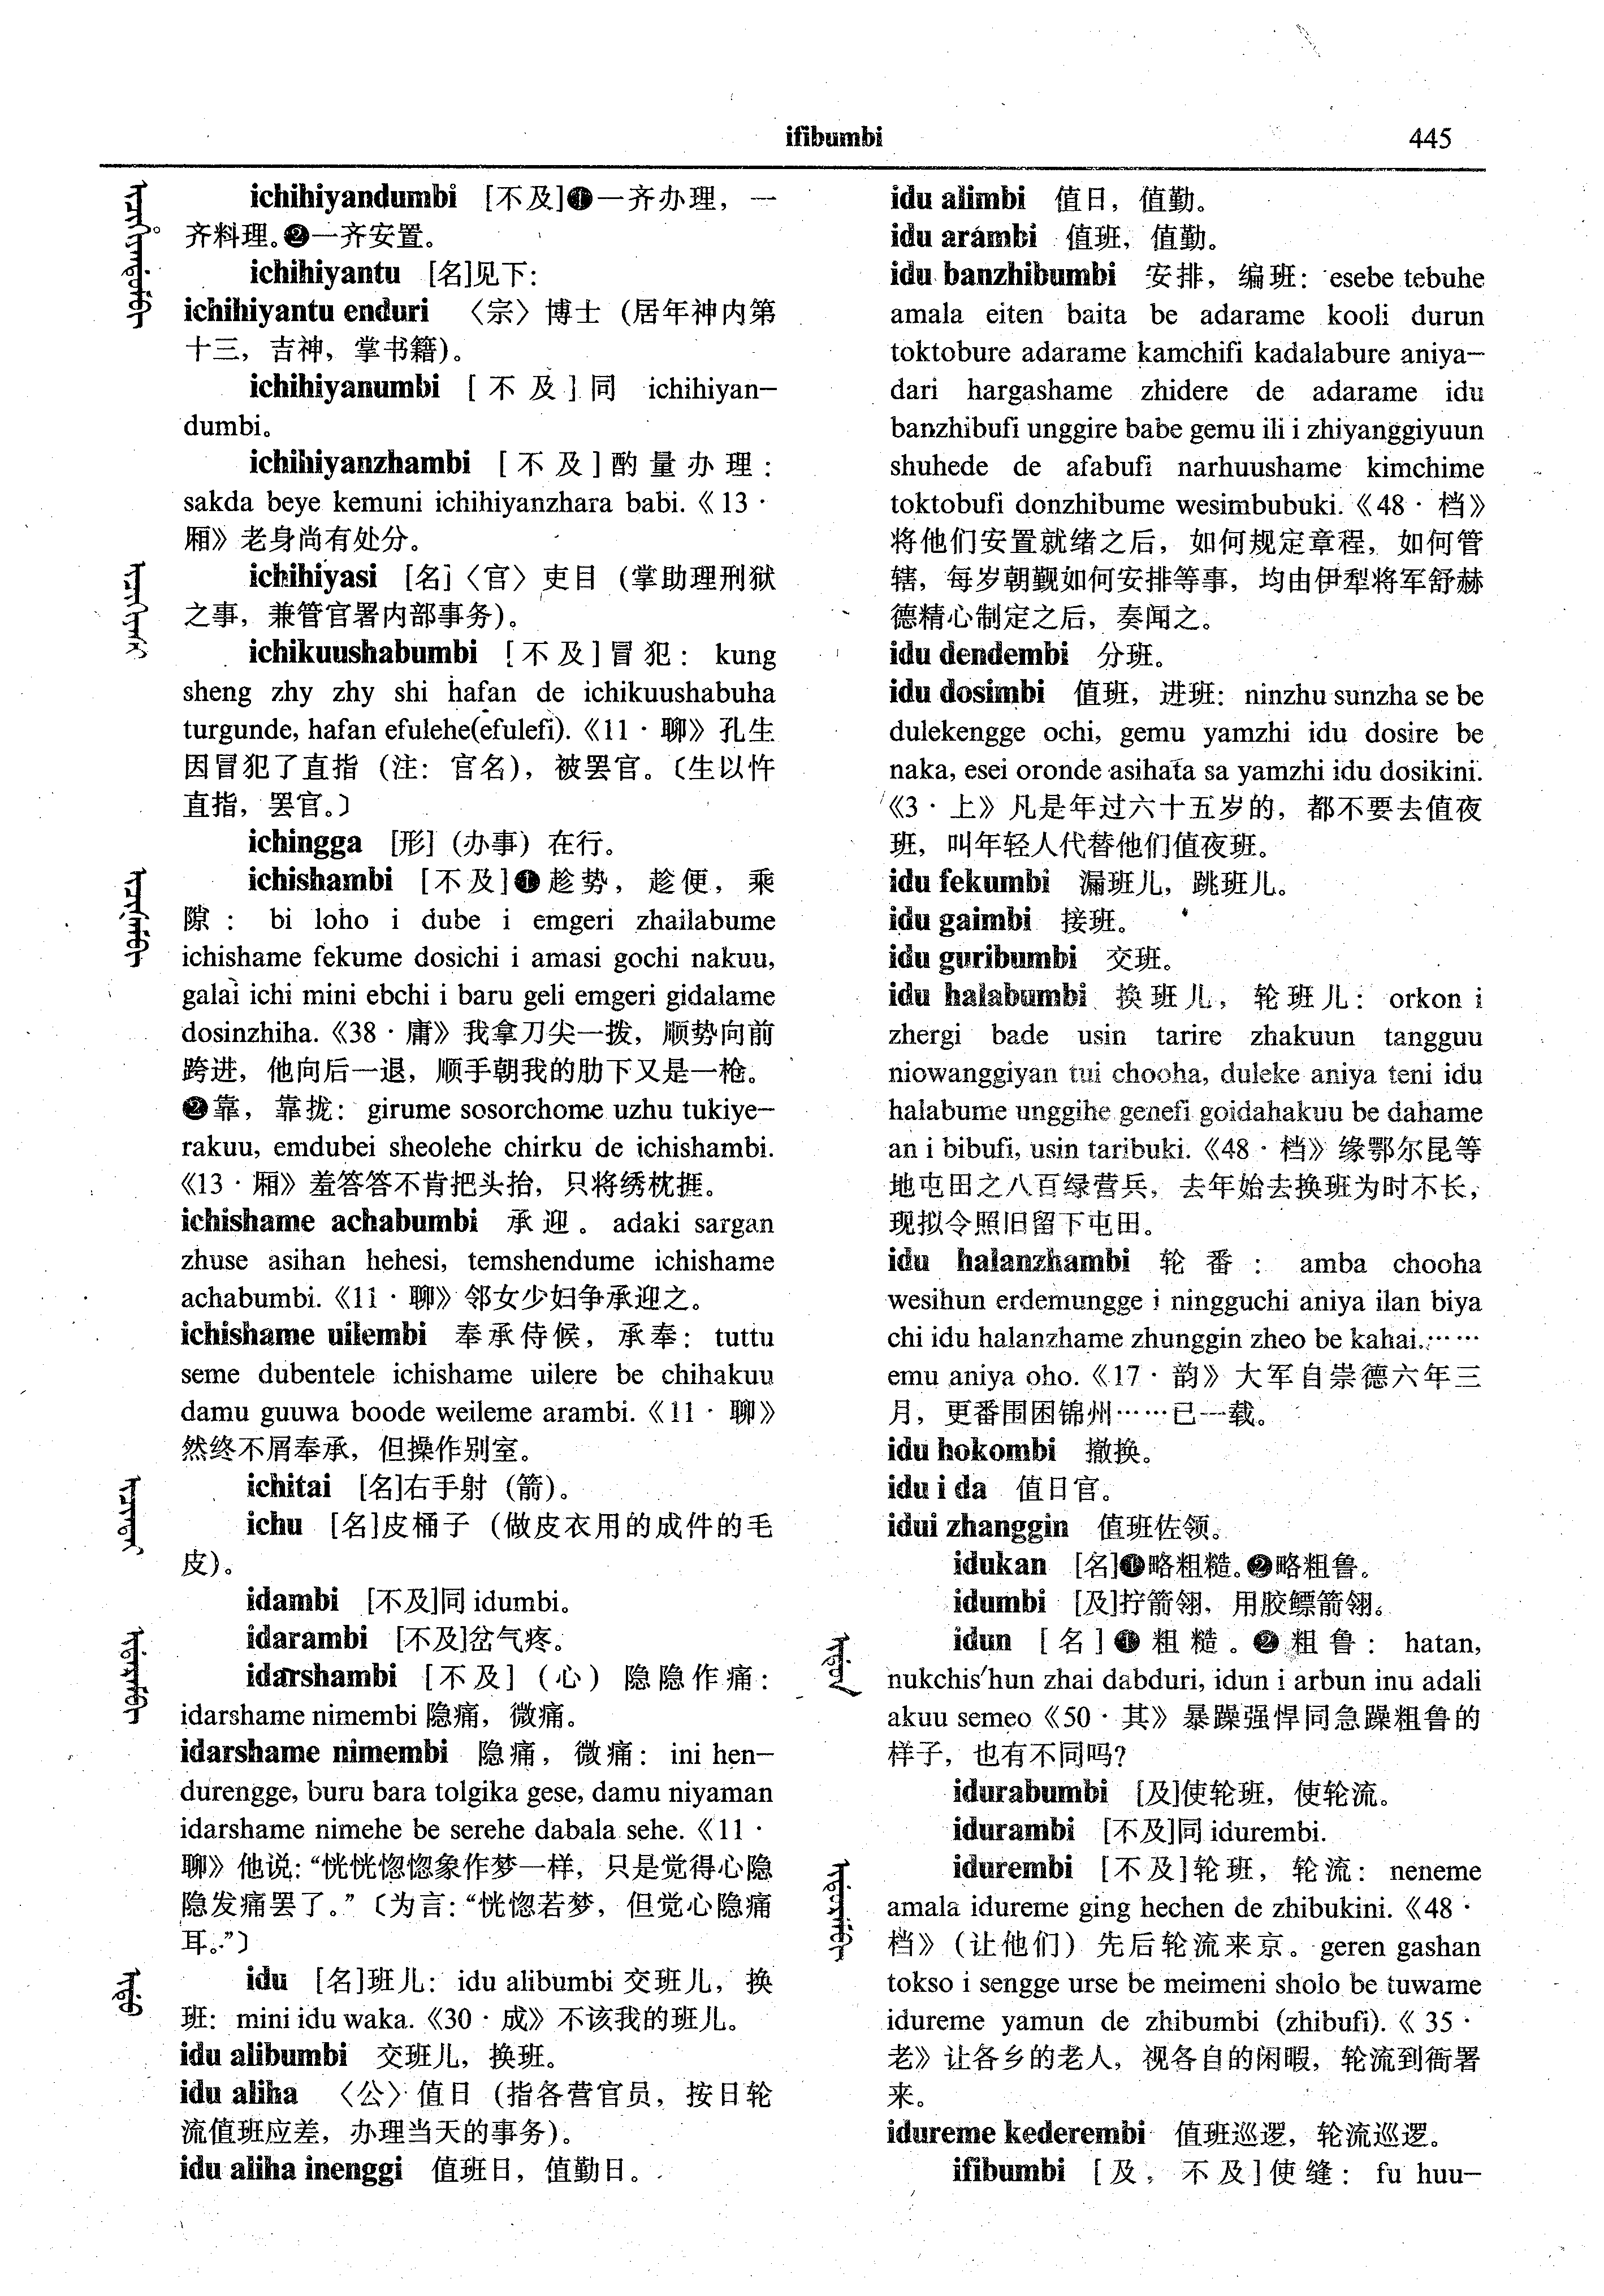 ifibumbi
445
ichihiyandumbi [不及]❶一齐办理，一
齐料理。❷一齐安置。
ichihiyantu [名]见下：
ichihiyantu enduri 〈宗〉博士（居年神内第
十三，吉神，掌书籍）。
ichihiyanumbi [不及]同 ichihiyan-
dumbi。
ichihiyanzhambi [不及]酌量办理：
sakda beye kemuni ichihiyanzhara babi.《13·
厢》老身尚有处分。
ichihiyasi [名]〈官〉吏目（掌助理刑狱
之事，兼管官署内部事务）。
ichikuushabumbi [不及]冒犯：kung
sheng zhy zhy shi hafan de ichikuushabuha
turgunde, hafan efulehe(efulefi).《11·聊》孔生
因冒犯了直指（注：官名），被罢官。〔生以忤
直指，罢官。〕
ichingga [形]（办事）在行。
ichishambi [不及]❶趁势，趁便，乘
隙：bi loho i dube i emgeri zhailabume
ichishame fekume dosichi i amasi gochi nakuu,
galai ichi mini ebchi i baru geli emgeri gidalame
dosinzhiha.《38·庸》我拿刀尖一拨，顺势向前
跨进，他向后一退，顺手朝我的肋下又是一枪。
❷靠，靠拢：girume sosorchome uzhu tukiye-
rakuu, emdubei sheolehe chirku de ichishambi.
《13·厢》羞答答不肯把头抬，只将绣枕捱。
ichishame achabumbi 承迎。adaki sargan
zhuse asihan hehesi, temshendume ichishame
achabumbi.《11·聊》邻女少妇争承迎之。
ichishame uilembi 奉承侍候，承奉：tuttu
seme dubentele ichishame uilere be chihakuu
damu guuwa boode weileme arambi.《11·聊》
然终不屑奉承，但操作别室。
ichitai [名]右手射（箭）。
ichu [名]皮桶子（做皮衣用的成件的毛
皮）。
idambi [不及]同 idumbi。
idarambi [不及]岔气疼。
idarshambi [不及]（心）隐隐作痛：
idarshame nimembi 隐痛，微痛。
idarshame nimembi 隐痛，微痛：ini hen-
durengge, buru bara tolgika gese, damu niyaman
idarshame nimehe be serehe dabala sehe.《11·
聊》他说：“恍恍惚惚象作梦一样，只是觉得心隐
隐发痛罢了。”〔为言：“恍惚若梦，但觉心隐痛
耳。”〕
idu [名]班儿：idu alibumbi 交班儿，换
班：mini idu waka.《30·成》不该我的班儿。
idu alibumbi 交班儿，换班。
idu aliha 〈公〉值日（指各营官员，按日轮
流值班应差，办理当天的事务）。
idu aliha inenggi 值班日，值勤日。
idu alimbi 值日，值勤。
idu arambi 值班，值勤。
idu banzhibumbi 安排，编班：esebe tebuhe
amala eiten baita be adarame kooli durun
toktobure adarame kamchifi kadalabure aniya-
dari hargashame zhidere de adarame idu
banzhibufi unggire babe gemu ili i zhiyanggiyuun
shuhede de afabufi narhuushame kimchime
toktobufi donzhibume wesimbubuki.《48·档》
将他们安置就绪之后，如何规定章程，如何管
辖，每岁朝觐如何安排等事，均由伊犁将军舒赫
德精心制定之后，奏闻之。
idu dendembi 分班。
idu dosimbi 值班，进班：ninzhu sunzha se be
dulekengge ochi, gemu yamzhi idu dosire be
naka, esei oronde asihata sa yamzhi idu dosikini.
《3·上》凡是年过六十五岁的，都不要去值夜
班，叫年轻人代替他们值夜班。
idu fekumbi 漏班儿，跳班儿。
idu gaimbi 接班。
idu guribumbi 交班。
idu halabumbi 换班儿，轮班儿：orkon i
zhergi bade usin tarire zhakuun tangguu
niowanggiyan tui chooha, duleke aniya teni idu
halabume unggihe genefi goidahakuu be dahame
an i bibufi, usin taribuki.《48·档》缘鄂尔昆等
地屯田之八百绿营兵，去年始去换班为时不长，
现拟令照旧留下屯田。
idu halanzhambi 轮番：amba chooha
wesihun erdemungge i ningguchi aniya ilan biya
chi idu halanzhame zhunggin zheo be kahai.……
emu aniya oho.《17·韵》大军自崇德六年三
月，更番围困锦州……已一载。
idu hokombi 撤换。
idu i da 值日官。
idui zhanggin 值班佐领。
idukan [名]❶略粗糙。❷略粗鲁。
idumbi [及]拧箭翎，用胶鳔箭翎。
idun [名]❶粗糙。❷粗鲁：hatan,
nukchis'hun zhai dabduri, idun i arbun inu adali
akuu semeo《50·其》暴躁强悍同急躁粗鲁的
样子，也有不同吗？
idurabumbi [及]使轮班，使轮流。
idurambi [不及]同 idurembi.
idurembi [不及]轮班，轮流：neneme
amala idureme ging hechen de zhibukini.《48·
档》（让他们）先后轮流来京。geren gashan
tokso i sengge urse be meimeni sholo be tuwame
idureme yamun de zhibumbi (zhibufi).《35·
老》让各乡的老人，视各自的闲暇，轮流到衙署
来。
idureme kederembi 值班巡逻，轮流巡逻。
ifibumbi [及，不及]使缝：fu huu-